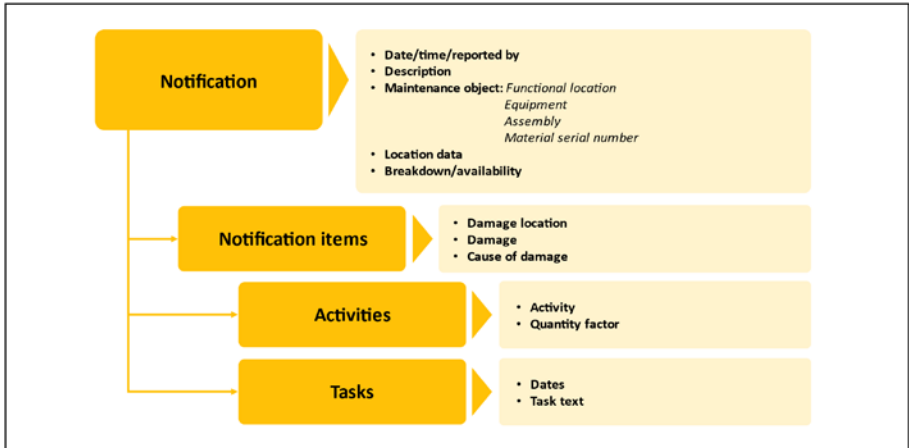 Notification
• Date/time/reported by
• Description
• Maintenance object: Functional location
Equipment
Assembly
Material serial number
• Location data
• Breakdown/availability
Notification items
• Damage location
• Damage
• Cause of damage
Activities
• Activity
• Quantity factor
Tasks
• Dates
• Task text